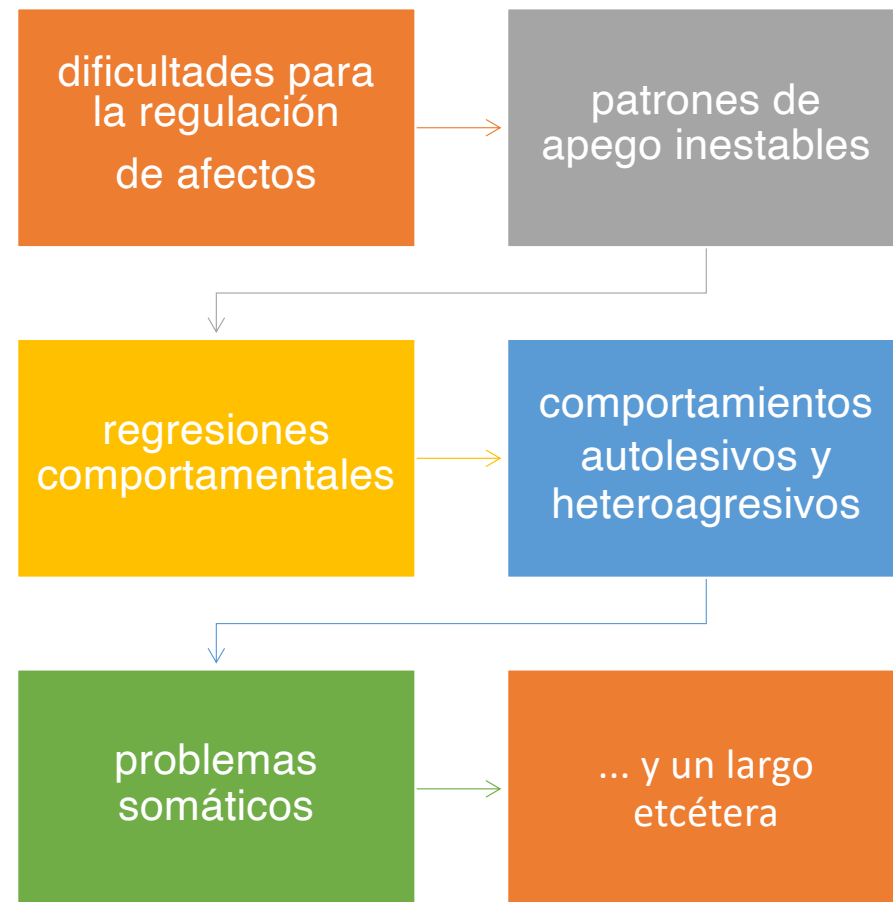 dificultades para
la regulación
de afectos
patrones de
apego inestables
regresiones
comportamentales
comportamientos
autolesivos y
heteroagresivos
problemas
somáticos
... y un largo
etcétera